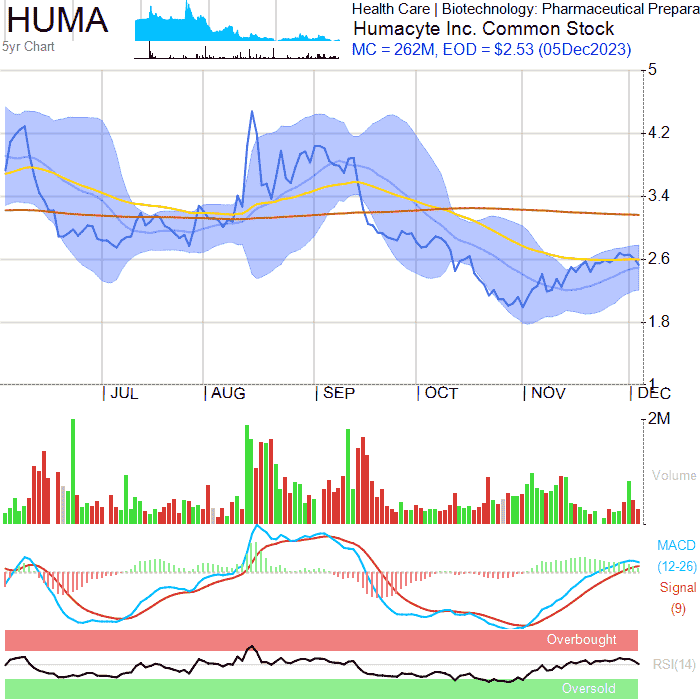 HUMA
5yr Chart
Health Care | Biotechnology: Pharmaceutical Prepara
Humacyte Inc. Common Stock
MC = 262M, EOD = $2.53 (05Dec2023)
5
4.2
3.4
2.6
1.8
1
JUL AUG SEP OCT NOV DEC
2M
Volume
MACD
(12-26)
Signal
(9)
Overbought
RSI(14)
Oversold